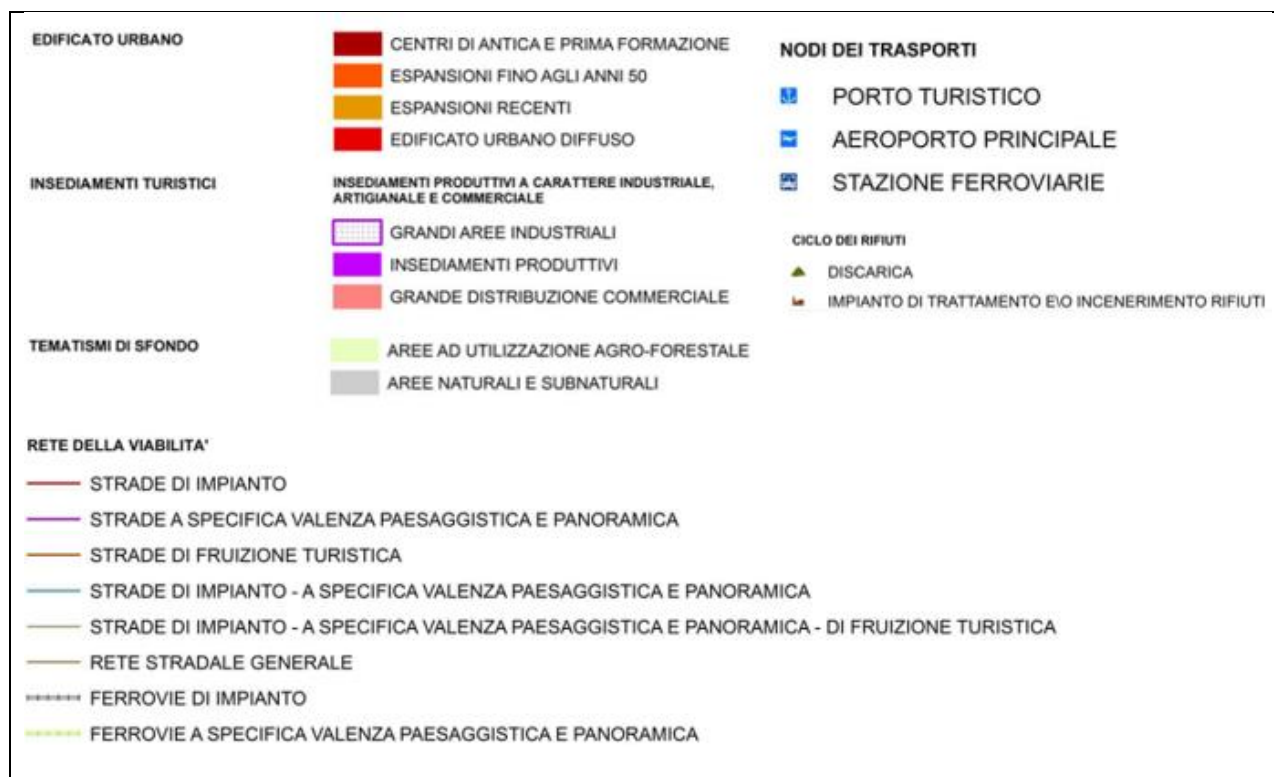 EDIFICATO URBANO
CENTRI DI ANTICA E PRIMA FORMAZIONE
ESPANSIONI FINO AGLI ANNI 50
ESPANSIONI RECENTI
EDIFICATO URBANO DIFFUSO
INSEDIAMENTI TURISTICI
INSEDIAMENTI PRODUTTIVI A CARATTERE INDUSTRIALE,
ARTIGIANALE E COMMERCIALE
GRANDI AREE INDUSTRIALI
INSEDIAMENTI PRODUTTIVI
GRANDE DISTRIBUZIONE COMMERCIALE
TEMATISMI DI SFONDO
AREE AD UTILIZZAZIONE AGRO-FORESTALE
AREE NATURALI E SUBNATURALI
NODI DEI TRASPORTI
PORTO TURISTICO
AEROPORTO PRINCIPALE
STAZIONE FERROVIARIE
CICLO DEI RIFIUTI
DISCARICA
IMPIANTO DI TRATTAMENTO E\O INCENERIMENTO RIFIUTI
RETE DELLA VIABILITA'
STRADE DI IMPIANTO
STRADE A SPECIFICA VALENZA PAESAGGISTICA E PANORAMICA
STRADE DI FRUIZIONE TURISTICA
STRADE DI IMPIANTO - A SPECIFICA VALENZA PAESAGGISTICA E PANORAMICA
STRADE DI IMPIANTO - A SPECIFICA VALENZA PAESAGGISTICA E PANORAMICA - DI FRUIZIONE TURISTICA
RETE STRADALE GENERALE
FERROVIE DI IMPIANTO
FERROVIE A SPECIFICA VALENZA PAESAGGISTICA E PANORAMICA